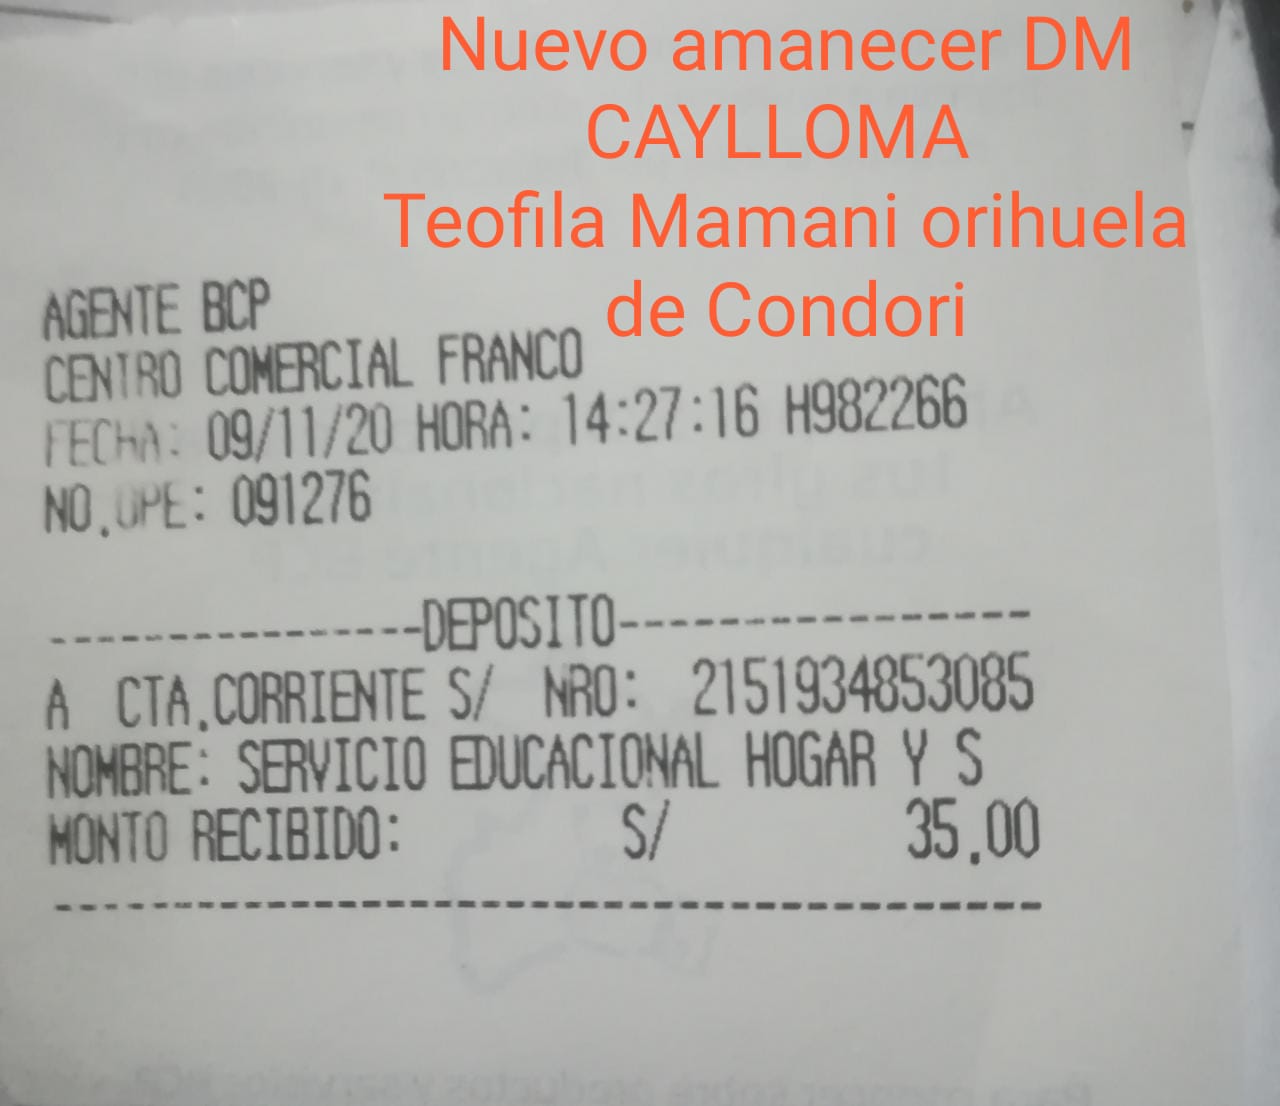 Nuevo amanecer DM
CAYLLOMA
Teofila Mamani orihuela
de Condori
AGENTE BCP
CENTRO COMERCIAL FRANCO
FECHA: 09/11/20 HORA: 14:27:16 H982266
NO.OPE: 091276
---------------DEPOSITO-----------------
A CTA.CORRIENTE S/ NRO: 2151934853085
NOMBRE: SERVICIO EDUCACIONAL HOGAR Y S
MONTO RECIBIDO: S/ 35.00
----------------------------------------